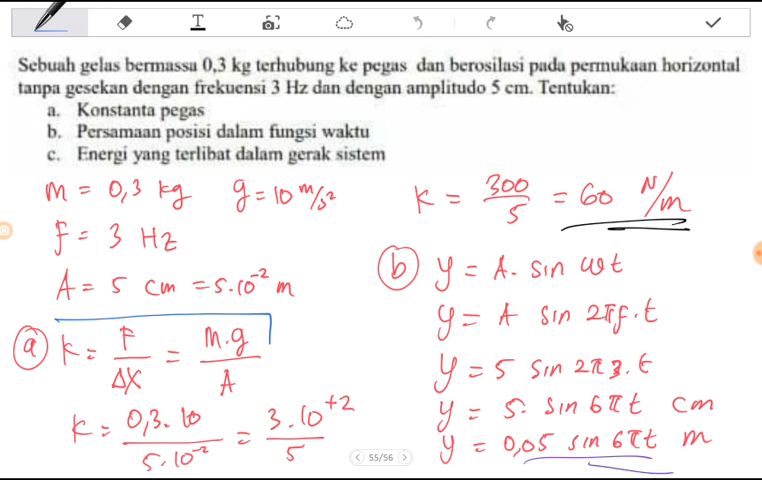 T
Sebuah gelas bermassa 0,3 kg terhubung ke pegas dan berosilasi pada permukaan horizontal
tanpa gesekan dengan frekuensi 3 Hz dan dengan amplitudo 5 cm. Tentukan:
a. Konstanta pegas
b. Persamaan posisi dalam fungsi waktu
c. Energi yang terlibat dalam gerak sistem
m = 0,3 kg g = 10 m/s²
F = 3 Hz
A = 5 cm = 5.10⁻² m
(a) k = F/ΔX = m.g/A
k = 0,3.10/5.10⁻² = 3.10⁺²/5
k = 300/5 = 60 N/m
(b) y = A. sin ωt
y = A sin 2πf.t
y = 5 sin 2π3.t
y = 5. sin 6πt cm
y = 0,05 sin 6πt m
55/56